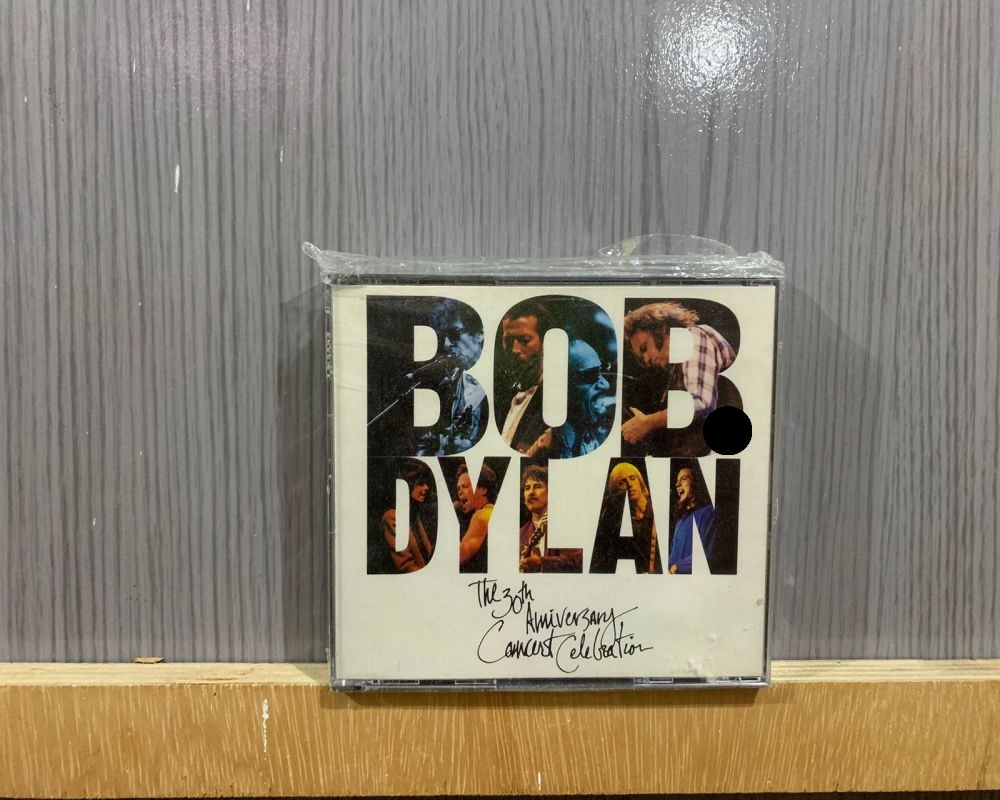 BOB
DYLAN
The 30th
Anniversary
Concert Celebration